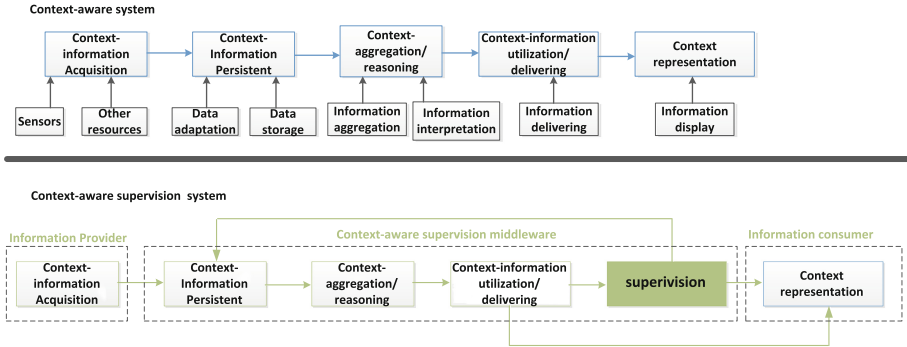 Context-aware system
Context-
information
Acquisition
Context-
Information
Persistent
Context-
aggregation/
reasoning
Context-information
utilization/
delivering
Context
representation
Sensors
Other
resources
Data
adaptation
Data
storage
Information
aggregation
Information
interpretation
Information
delivering
Information
display
Context-aware supervision system
Information Provider
Context-aware supervision middleware
Information consumer
Context-
information
Acquisition
Context-
Information
Persistent
Context-
aggregation/
reasoning
Context-information
utilization/
delivering
superivision
Context
representation